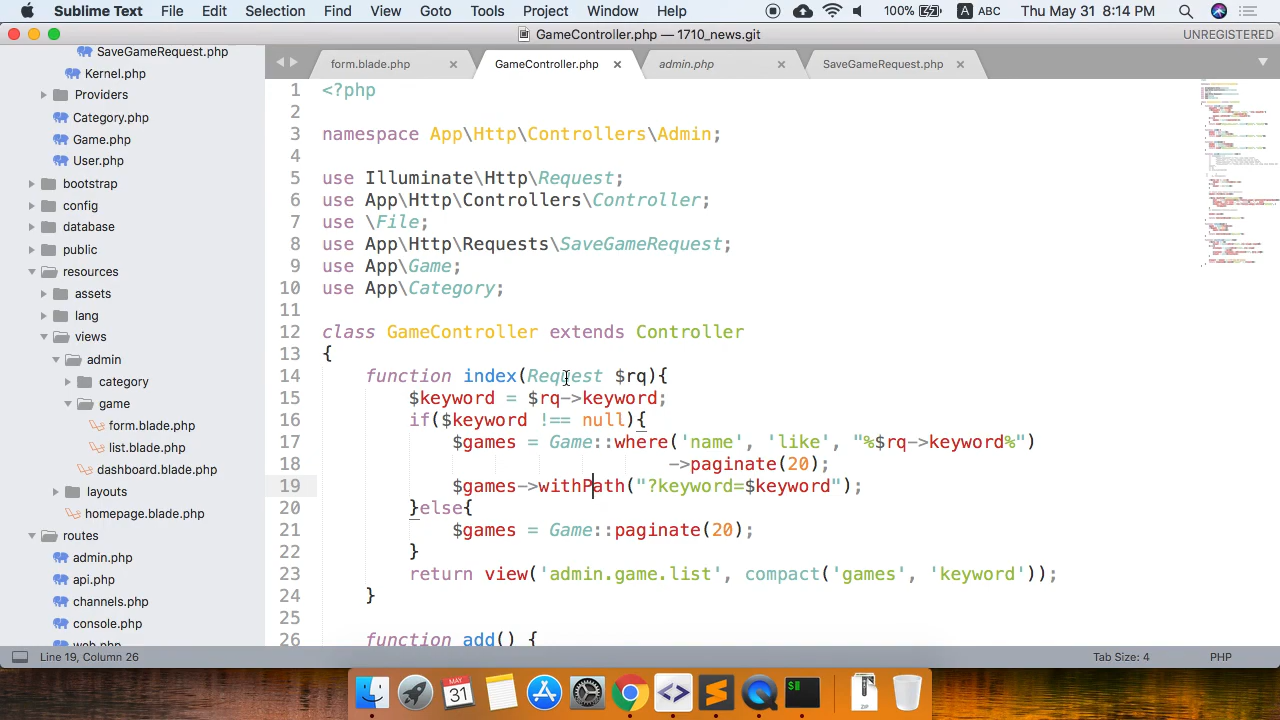 Sublime Text File Edit Selection Find View Goto Tools Project Window Help 100% A ABC Thu May 31 8:14 PM
GameController.php — 1710_news.git UNREGISTERED
form.blade.php GameController.php admin.php SaveGameRequest.php
SaveGameRequest.php
Kernel.php
Providers
Category.php
Game.php
User.php
bootstrap
config
resources
assets
lang
views
admin
category
game
form.blade.php
list.blade.php
dashboard.blade.php
layouts
homepage.blade.php
routes
admin.php
api.php
channels.php
console.php
web.php
1 <?php
2
3 namespace App\Http\Controllers\Admin;
4
5 use Illuminate\Http\Request;
6 use App\Http\Controllers\Controller;
7 use \File;
8 use App\Http\Requests\SaveGameRequest;
9 use App\Game;
10 use App\Category;
11
12 class GameController extends Controller
13 {
14 function index(Request $rq){
15 $keyword = $rq->keyword;
16 if($keyword !== null){
17 $games = Game::where('name', 'like', "%$rq->keyword%")
18 ->paginate(20);
19 $games->withPath("?keyword=$keyword");
20 }else{
21 $games = Game::paginate(20);
22 }
23 return view('admin.game.list', compact('games', 'keyword'));
24 }
25
26 function add() {
Line 19, Column 26 Tab Size: 4 PHP
MAY
31
ZIP